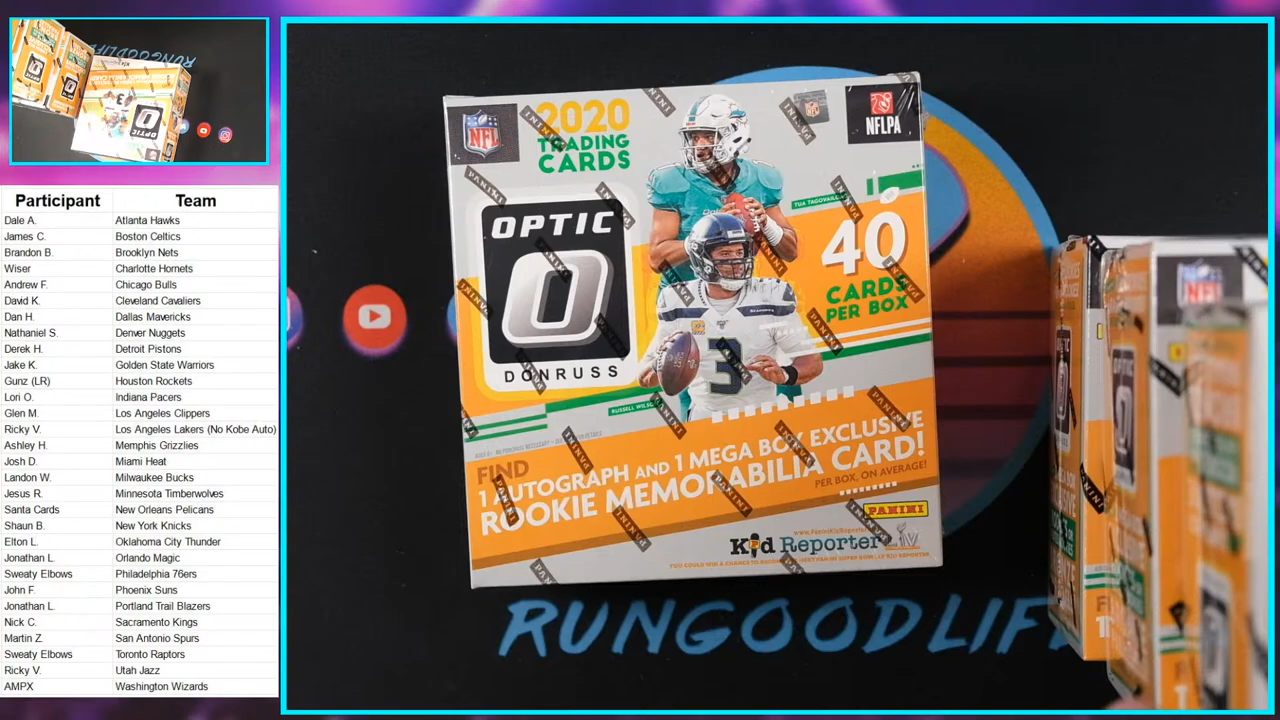 Participant Team
Dale A. Atlanta Hawks
James C. Boston Celtics
Brandon B. Brooklyn Nets
Wiser Charlotte Hornets
Andrew F. Chicago Bulls
David K. Cleveland Cavaliers
Dan H. Dallas Mavericks
Nathaniel S. Denver Nuggets
Derek H. Detroit Pistons
Jake K. Golden State Warriors
Gunz (LR) Houston Rockets
Lori O. Indiana Pacers
Glen M. Los Angeles Clippers
Ricky V. Los Angeles Lakers (No Kobe Auto)
Ashley H. Memphis Grizzlies
Josh D. Miami Heat
Landon W. Milwaukee Bucks
Jesus R. Minnesota Timberwolves
Santa Cards New Orleans Pelicans
Shaun B. New York Knicks
Elton L. Oklahoma City Thunder
Jonathan L. Orlando Magic
Sweaty Elbows Philadelphia 76ers
John F. Phoenix Suns
Jonathan L. Portland Trail Blazers
Nick C. Sacramento Kings
Martin Z. San Antonio Spurs
Sweaty Elbows Toronto Raptors
Ricky V. Utah Jazz
AMPX Washington Wizards
NFL
2020
TRADING
CARDS
NFLPA
OPTIC
DONRUSS
TUA TAGOVAILOA
40
CARDS
PER BOX
3
RUSSELL WILSON
FIND
1 AUTOGRAPH AND 1 MEGA BOX EXCLUSIVE
ROOKIE MEMORABILIA CARD!
PER BOX, ON AVERAGE!
PANINI
Kid Reporter LIV
RUNGOODLIFE